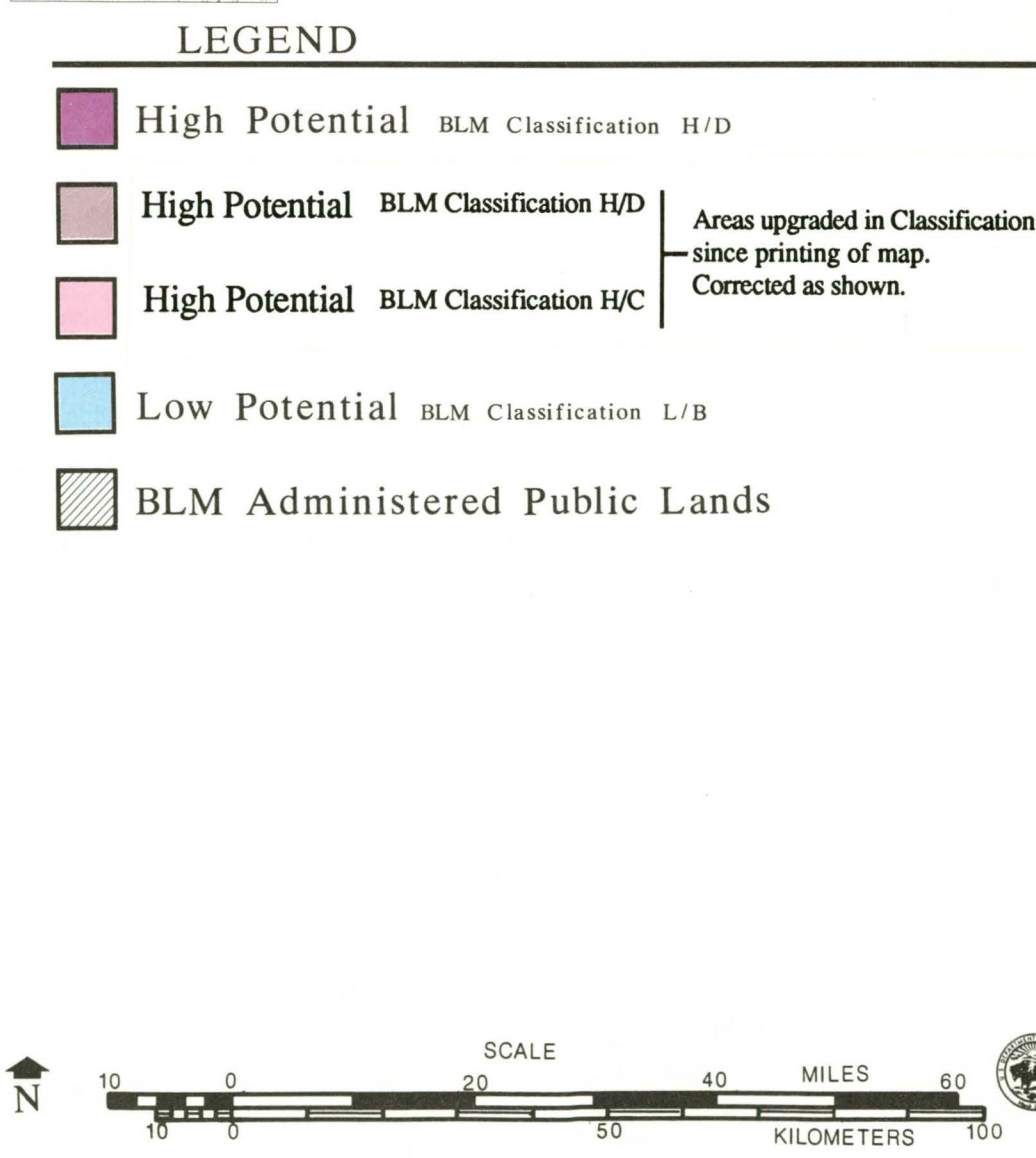 LEGEND
High Potential BLM Classification H/D
High Potential BLM Classification H/D
High Potential BLM Classification H/C
Areas upgraded in Classification
since printing of map.
Corrected as shown.
Low Potential BLM Classification L/B
BLM Administered Public Lands
SCALE
N
10 0 20 40 MILES 60
10 0 50 KILOMETERS 100